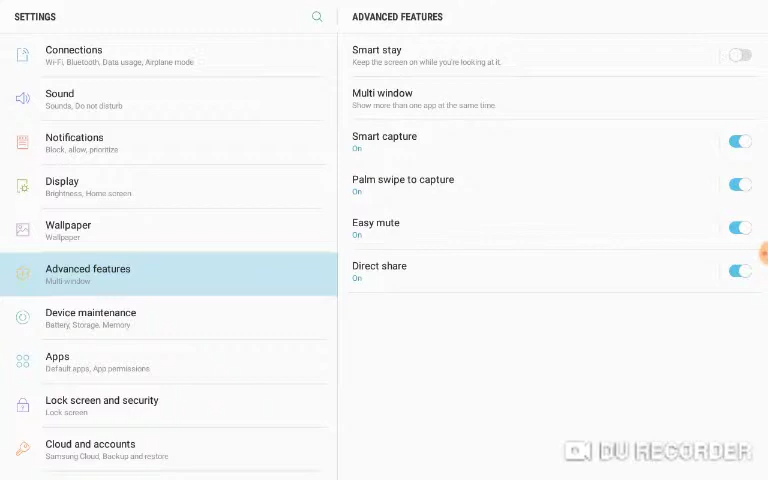 SETTINGS
Connections
Wi-Fi, Bluetooth, Data usage, Airplane mode
Sound
Sounds, Do not disturb
Notifications
Block, allow, prioritize
Display
Brightness, Home screen
Wallpaper
Wallpaper
Advanced features
Multi window
Device maintenance
Battery, Storage, Memory
Apps
Default apps, App permissions
Lock screen and security
Lock screen
Cloud and accounts
Samsung Cloud, Backup and restore
ADVANCED FEATURES
Smart stay
Keep the screen on while you're looking at it.
Multi window
Show more than one app at the same time.
Smart capture
On
Palm swipe to capture
On
Easy mute
On
Direct share
On
DU RECORDER